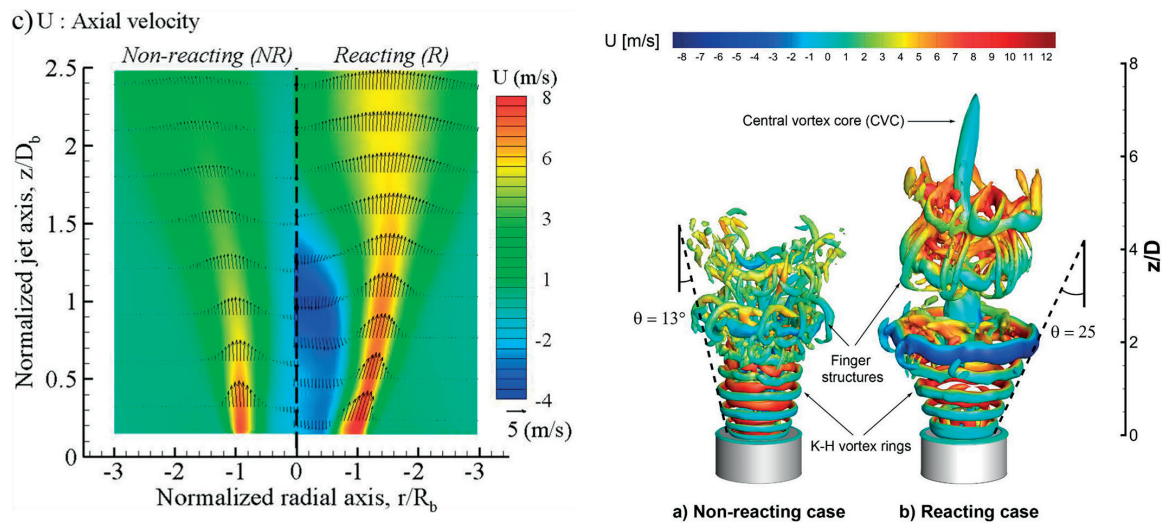 c) U : Axial velocity
Non-reacting (NR)
Reacting (R)
Normalized jet axis, z/D_b
2.5
2
1.5
1
0.5
0
-3
-2
-1
0
-1
-2
-3
Normalized radial axis, r/R_b
U (m/s)
8
6
3
1
-1
-2
-4
5 (m/s)
U [m/s]
-8 -7 -6 -5 -4 -3 -2 -1 0 1 2 3 4 5 6 7 8 9 10 11 12
Central vortex core (CVC)
θ = 13°
θ = 25
Finger
structures
K-H vortex rings
8
6
4
2
0
z/D
a) Non-reacting case
b) Reacting case